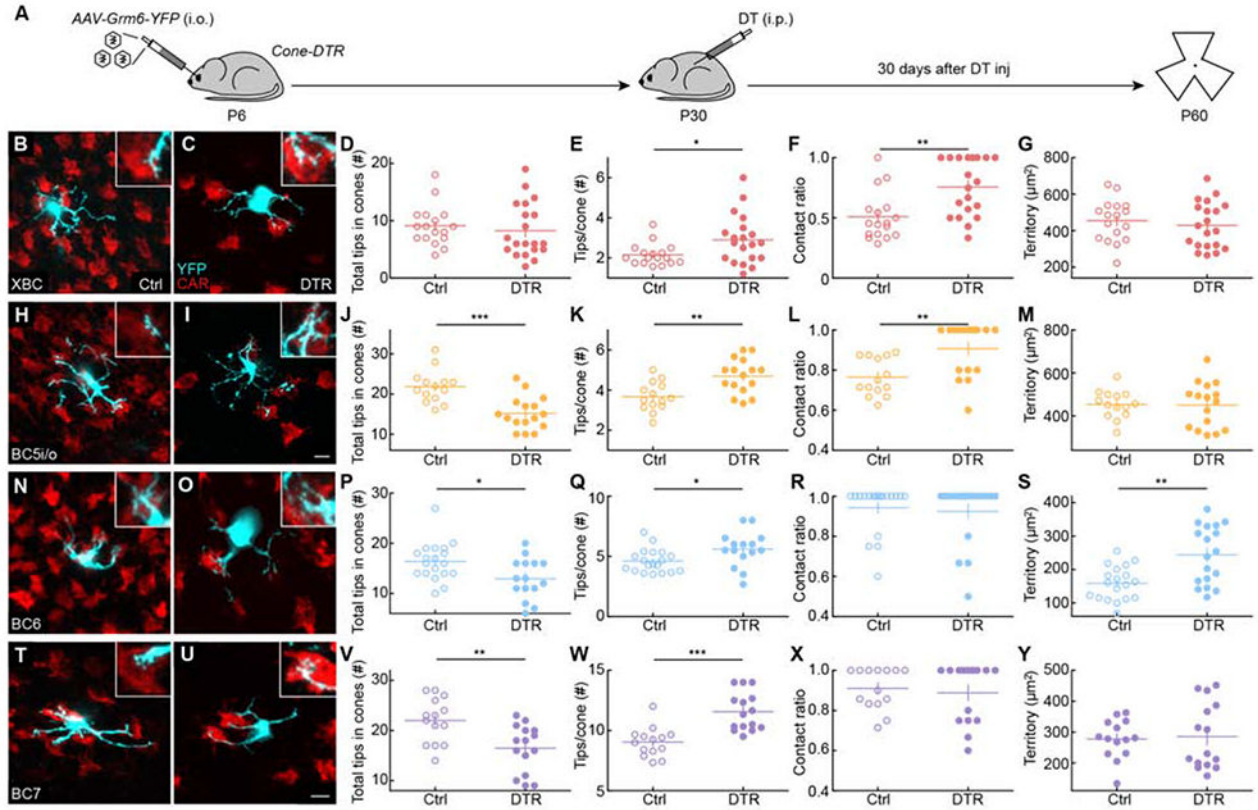 A
AAV-Grm6-YFP (i.o.)
Cone-DTR
DT (i.p.)
30 days after DT inj
P6
P30
P60
B
XBC
Ctrl
C
YFP
CAR
DTR
D
Total tips in cones (#)
20
10
0
Ctrl
DTR
E
Tips/cone (#)
*
6
4
2
Ctrl
DTR
F
Contact ratio
**
1.0
0.5
0
Ctrl
DTR
G
Territory (µm²)
800
600
400
200
Ctrl
DTR
H
BC5i/o
I
J
Total tips in cones (#)
***
30
20
10
Ctrl
DTR
K
Tips/cone (#)
**
6
4
2
Ctrl
DTR
L
Contact ratio
**
1.0
0.8
0.6
0.4
Ctrl
DTR
M
Territory (µm²)
800
600
400
Ctrl
DTR
N
BC6
O
P
Total tips in cones (#)
*
30
20
10
Ctrl
DTR
Q
Tips/cone (#)
*
10
5
0
Ctrl
DTR
R
Contact ratio
1.0
0.8
0.6
0.4
Ctrl
DTR
S
Territory (µm²)
**
400
300
200
100
Ctrl
DTR
T
BC7
U
V
Total tips in cones (#)
**
30
20
10
Ctrl
DTR
W
Tips/cone (#)
***
15
10
5
Ctrl
DTR
X
Contact ratio
1.0
0.8
0.6
0.4
Ctrl
DTR
Y
Territory (µm²)
500
400
300
200
Ctrl
DTR